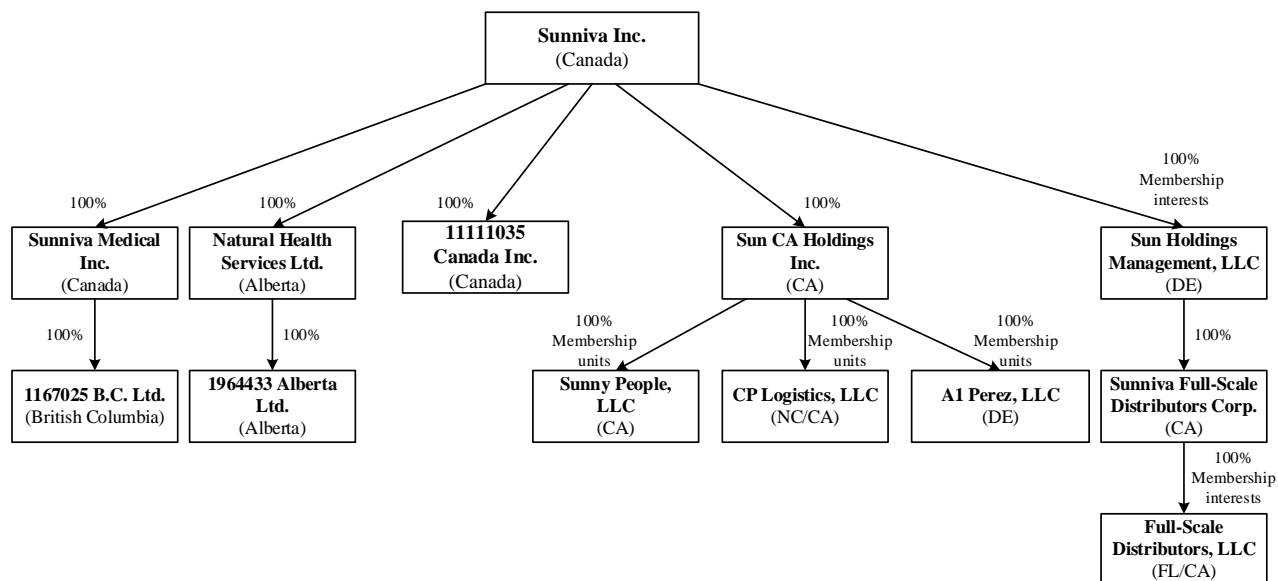 Sunniva Inc.
(Canada)
100%
Membership
interests
100%
100%
100%
100%
Sunniva Medical
Inc.
(Canada)
Natural Health
Services Ltd.
(Alberta)
11111035
Canada Inc.
(Canada)
Sun CA Holdings
Inc.
(CA)
Sun Holdings
Management, LLC
(DE)
100%
100%
100%
Membership
units
100%
Membership
units
100%
Membership
units
100%
1167025 B.C. Ltd.
(British Columbia)
1964433 Alberta
Ltd.
(Alberta)
Sunny People,
LLC
(CA)
CP Logistics, LLC
(NC/CA)
A1 Perez, LLC
(DE)
Sunniva Full-Scale
Distributors Corp.
(CA)
100%
Membership
interests
Full-Scale
Distributors, LLC
(FL/CA)